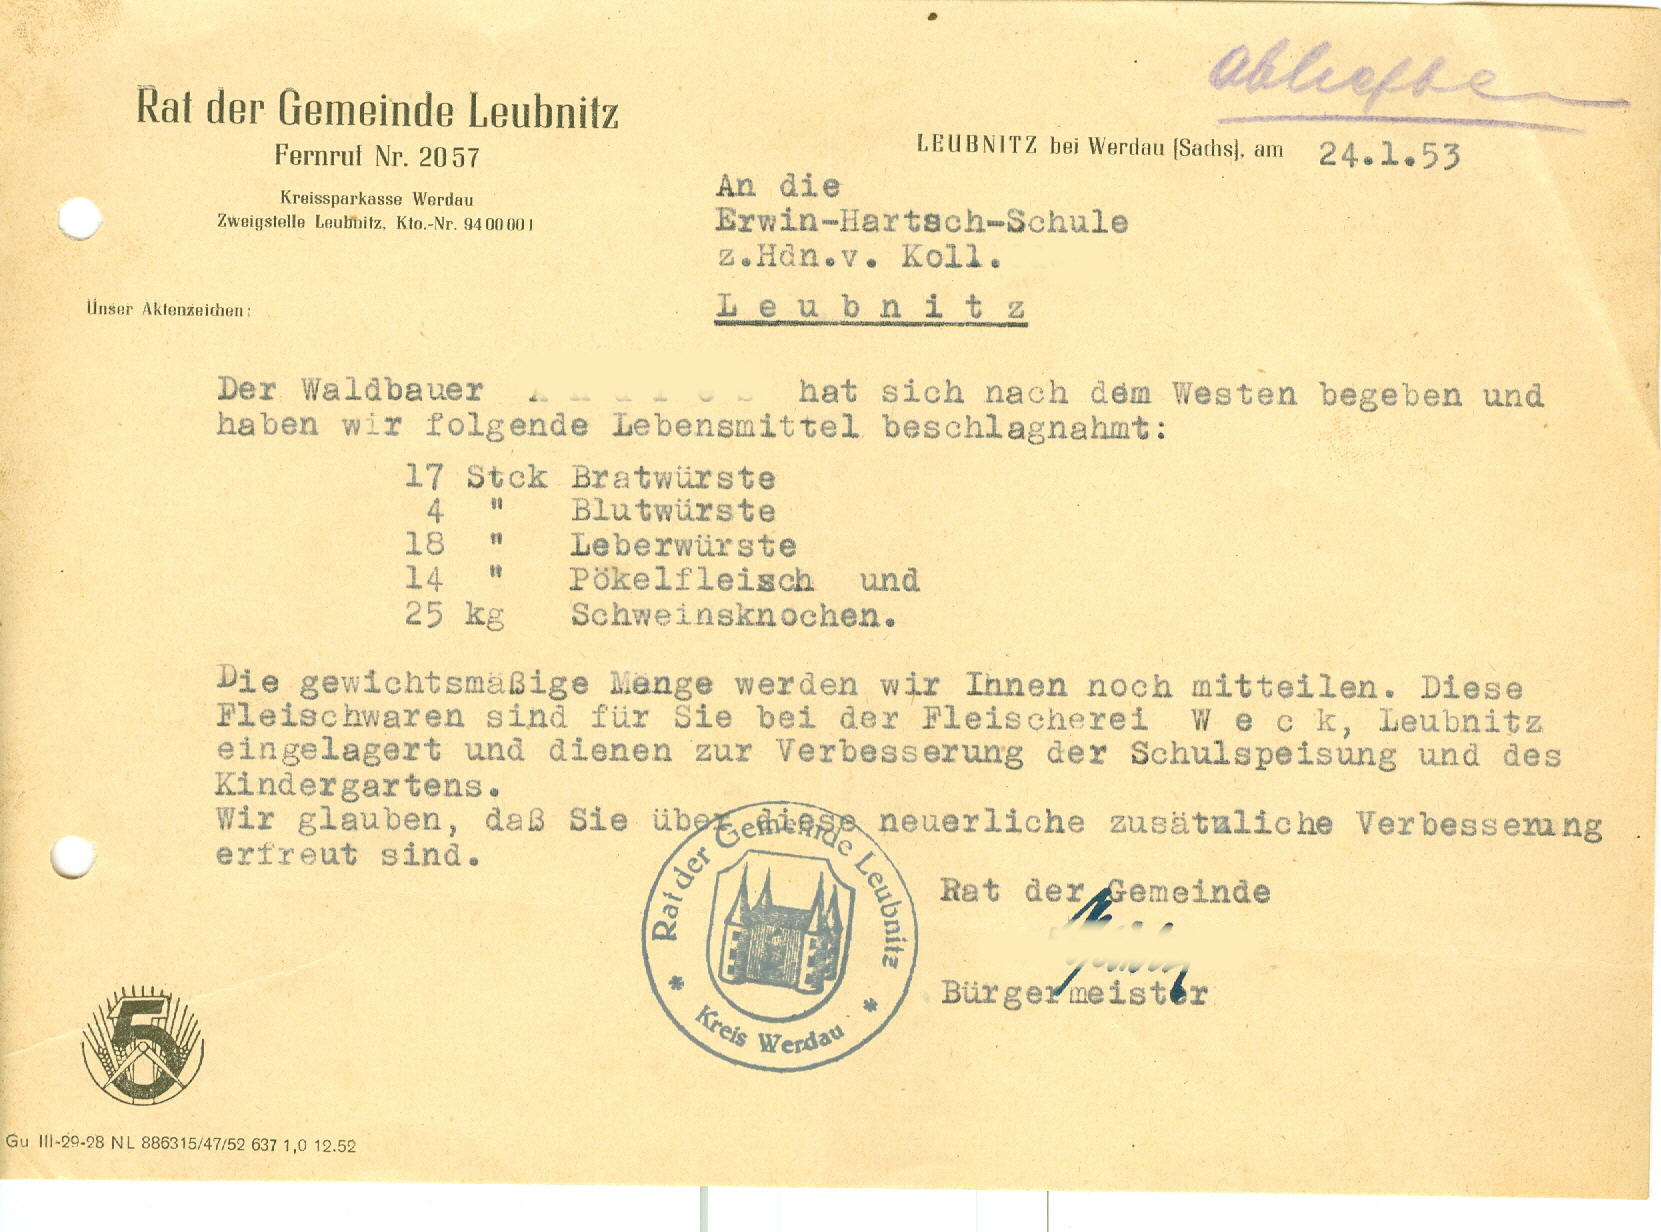 Rat der Gemeinde Leubnitz
Fernruf Nr. 2057
Kreissparkasse Werdau
Zweigstelle Leubnitz, Kto.-Nr. 9400001
Unser Aktenzeichen:
LEUBNITZ bei Werdau (Sachs), am 24.1.53
An die
Erwin-Hartsch-Schule
z.Hdn.v. Koll.
Leubnitz
Der Waldbauer hat sich nach dem Westen begeben und
haben wir folgende Lebensmittel beschlagnahmt:
17 Stck Bratwürste
4 " Blutwürste
18 " Leberwürste
14 " Pökelfleisch und
25 kg Schweinsknochen.
Die gewichtsmäßige Menge werden wir Ihnen noch mitteilen. Diese
Fleischwaren sind für Sie bei der Fleischerei W e c k, Leubnitz
eingelagert und dienen zur Verbesserung der Schulspeisung und des
Kindergartens.
Wir glauben, daß Sie über diese neuerliche zusätzliche Verbesserung
erfreut sind.
Rat der Gemeinde
Bürgermeister
Rat der Gemeinde Leubnitz
* Kreis Werdau *
5
Gu III-29-28 NL 886315/47/52 637 1,0 12.52